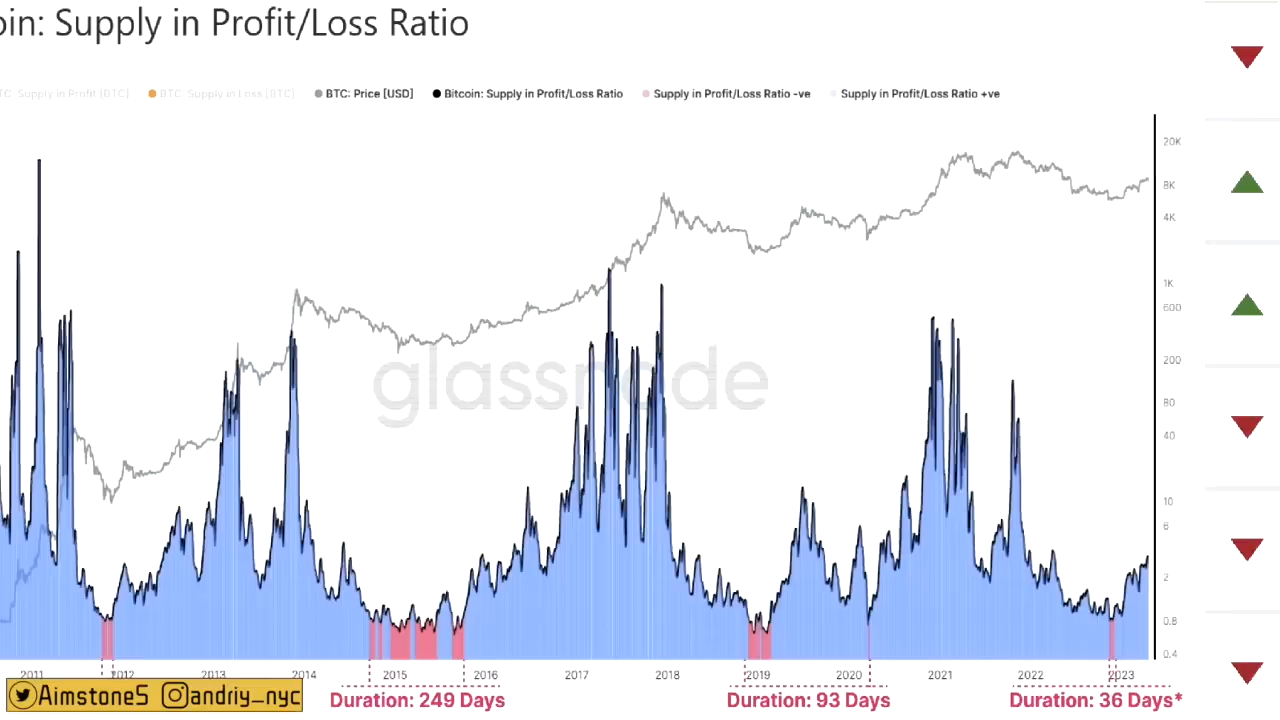 oin: Supply in Profit/Loss Ratio
TC: Supply in Profit [BTC] BTC: Supply in Loss [BTC] BTC: Price [USD] Bitcoin: Supply in Profit/Loss Ratio Supply in Profit/Loss Ratio -ve Supply in Profit/Loss Ratio +ve
20K
8K
4K
1K
600
200
80
40
10
6
2
0.8
0.4
glassnode
2011 2012 2013 2014 2015 2016 2017 2018 2019 2020 2021 2022 2023
Aimstone5 andriy_nyc
Duration: 249 Days Duration: 93 Days Duration: 36 Days*